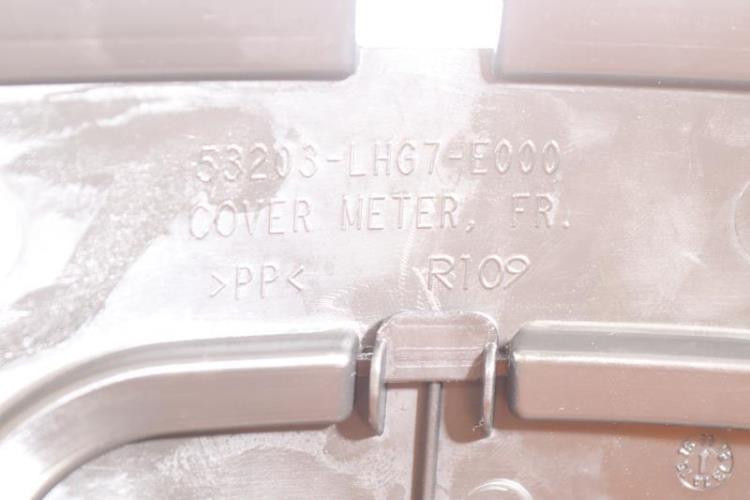 53203-LHG7-E000
COVER METER, FR.
>PP< R109